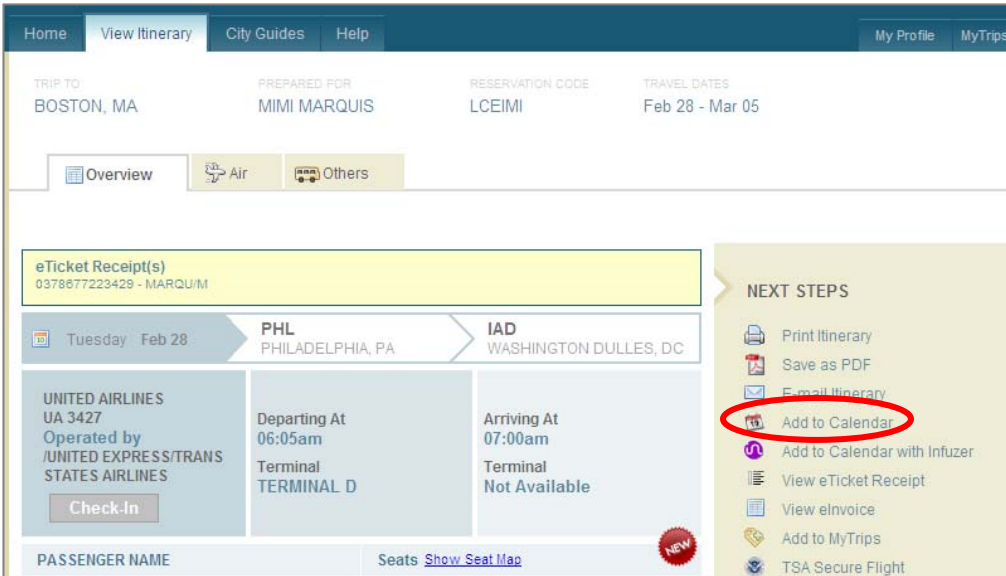 Home View Itinerary City Guides Help My Profile MyTrips
TRIP TO: PREPARED FOR RESERVATION CODE TRAVEL DATES
BOSTON, MA MIMI MARQUIS LCEIMI Feb 28 - Mar 05
Overview Air Others
eTicket Receipt(s)
0378677223429 - MARQU/M
Tuesday Feb 28
PHL
PHILADELPHIA, PA
IAD
WASHINGTON DULLES, DC
UNITED AIRLINES
UA 3427
Operated by
/UNITED EXPRESS/TRANS
STATES AIRLINES
Check-In
Departing At
06:05am
Terminal
TERMINAL D
Arriving At
07:00am
Terminal
Not Available
PASSENGER NAME
Seats Show Seat Map
NEW
NEXT STEPS
Print Itinerary
Save as PDF
E-mail Itinerary
Add to Calendar
Add to Calendar with Infuzer
View eTicket Receipt
View eInvoice
Add to MyTrips
TSA Secure Flight